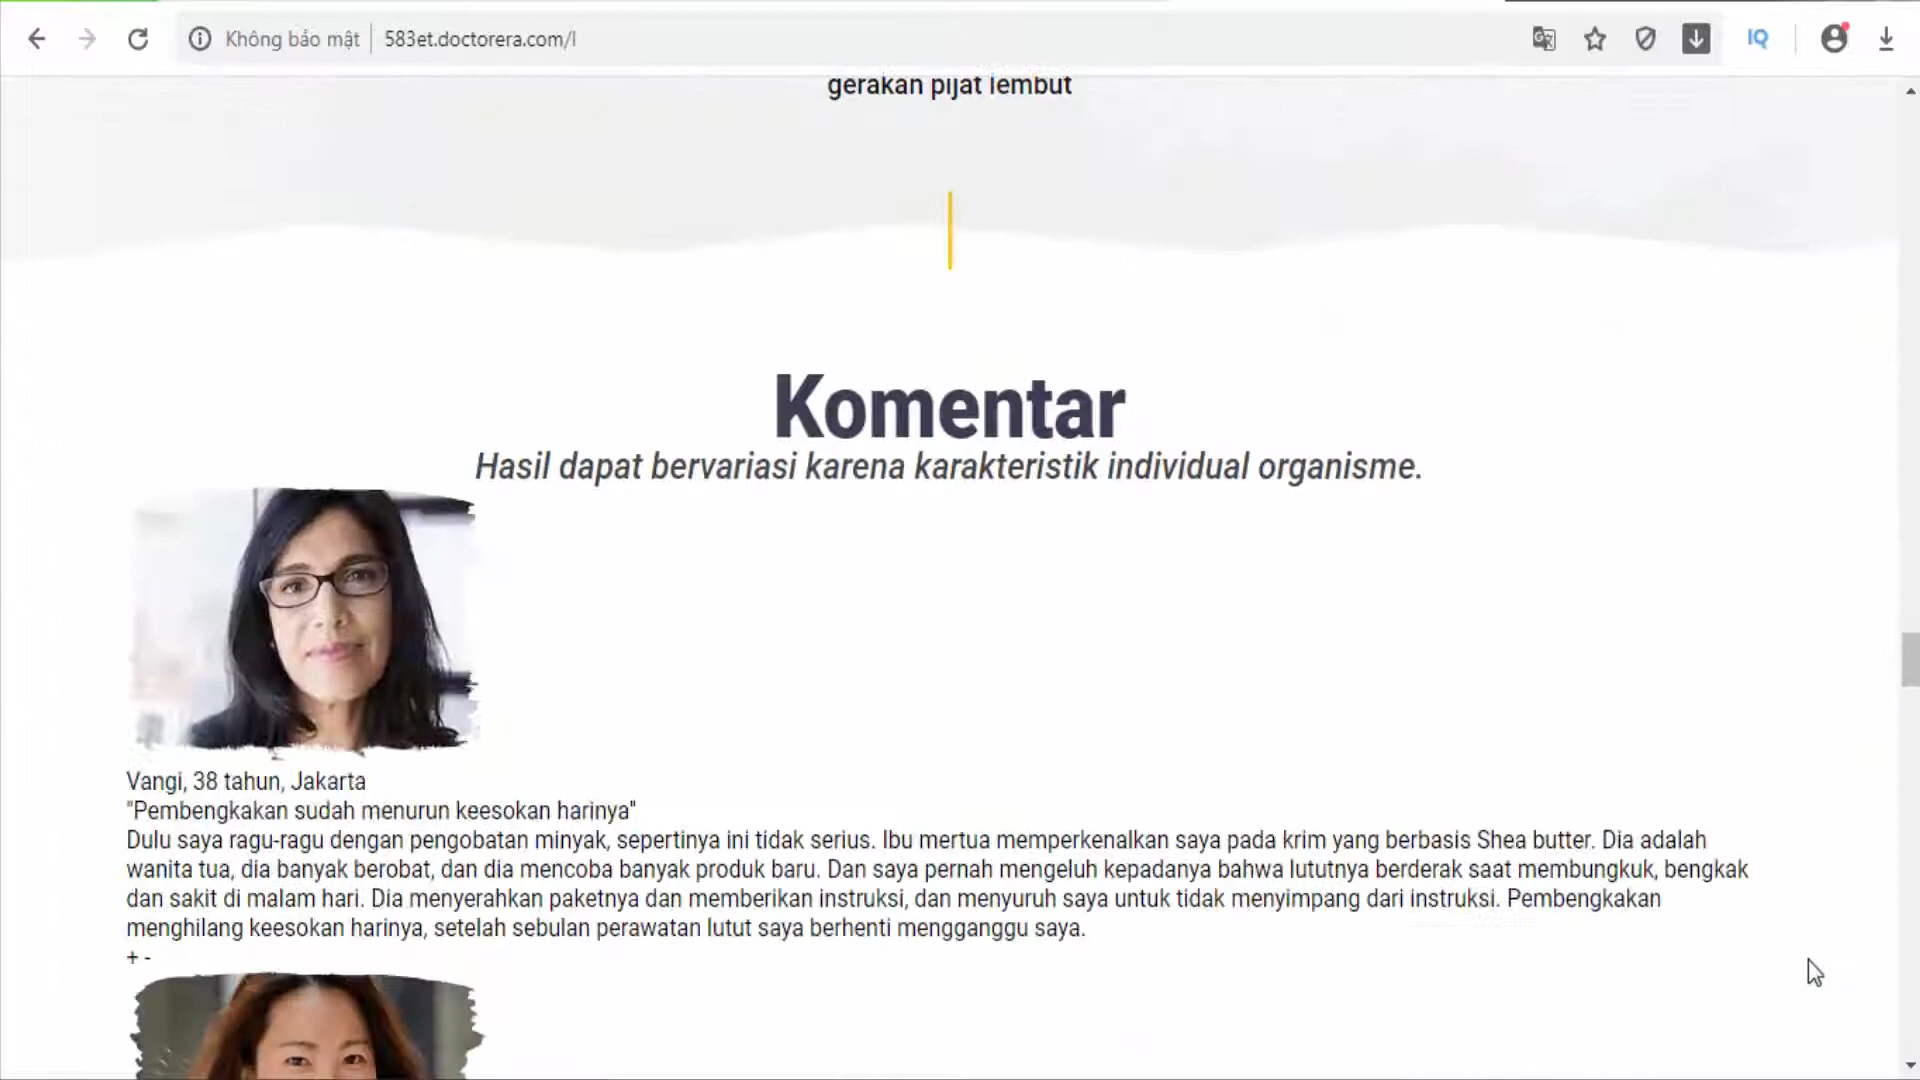 Không bảo mật
583et.doctorera.com/l
IQ
gerakan pijat lembut
Komentar
Hasil dapat bervariasi karena karakteristik individual organisme.
Vangi, 38 tahun, Jakarta
"Pembengkakan sudah menurun keesokan harinya"
Dulu saya ragu-ragu dengan pengobatan minyak, sepertinya ini tidak serius. Ibu mertua memperkenalkan saya pada krim yang berbasis Shea butter. Dia adalah
wanita tua, dia banyak berobat, dan dia mencoba banyak produk baru. Dan saya pernah mengeluh kepadanya bahwa lututnya berderak saat membungkuk, bengkak
dan sakit di malam hari. Dia menyerahkan paketnya dan memberikan instruksi, dan menyuruh saya untuk tidak menyimpang dari instruksi. Pembengkakan
menghilang keesokan harinya, setelah sebulan perawatan lutut saya berhenti mengganggu saya.
+ -